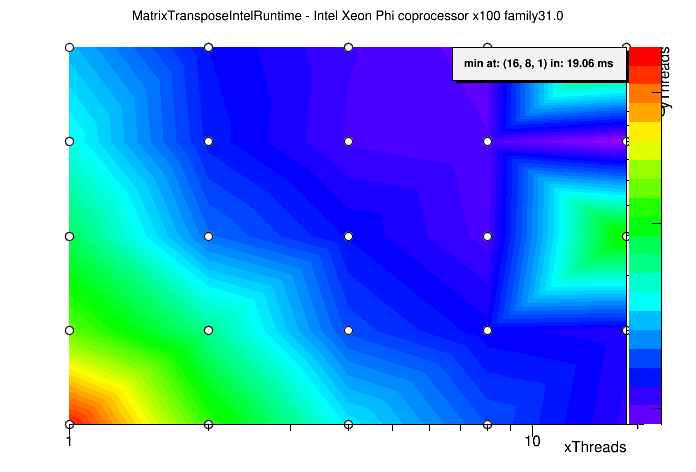 MatrixTransposeIntelRuntime - Intel Xeon Phi coprocessor x100 family31.0
min at: (16, 8, 1) in: 19.06 ms
yThreads
1
10
xThreads